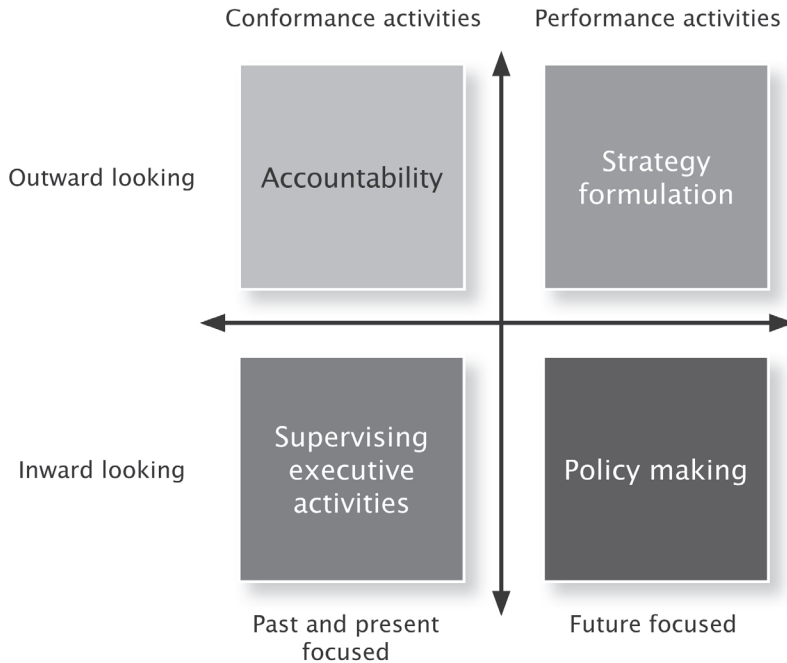 Conformance activities
Performance activities
Outward looking
Accountability
Strategy
formulation
Inward looking
Supervising
executive
activities
Policy making
Past and present
focused
Future focused